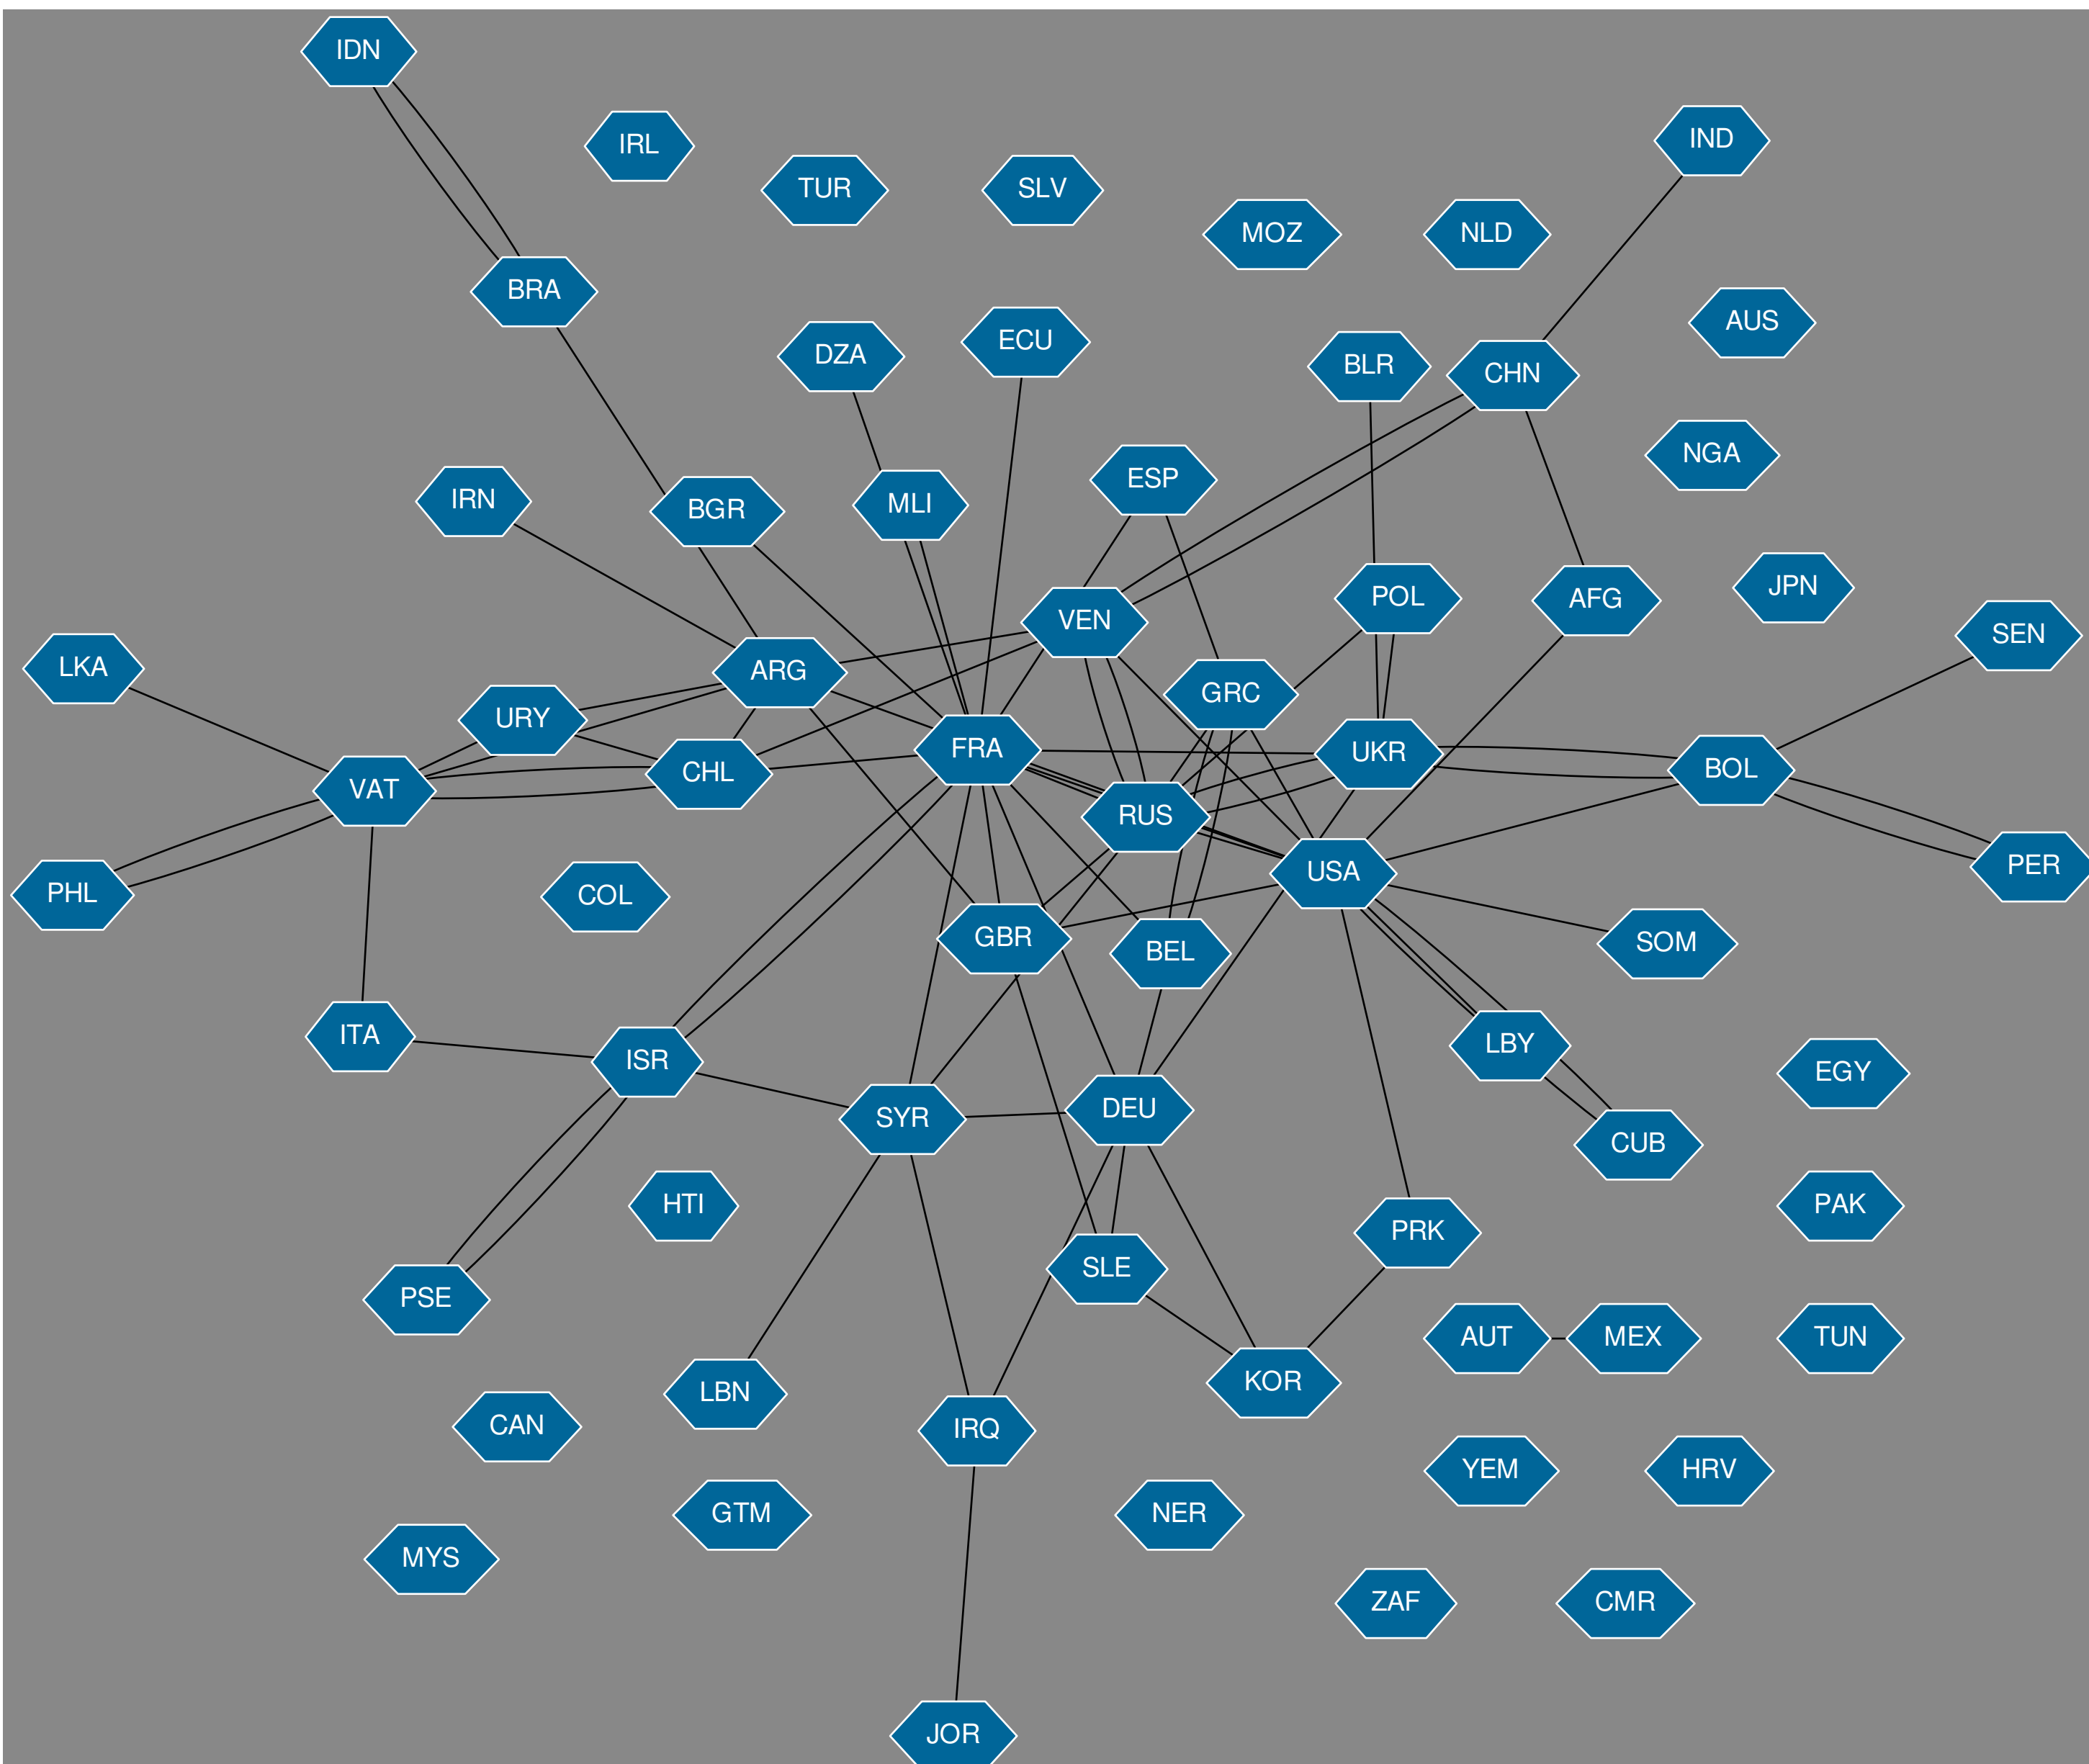 IDN
IND
IRL
TUR
SLV
MOZ
NLD
BRA
AUS
DZA
ECU
BLR
CHN
NGA
ESP
IRN
BGR
MLI
JPN
POL
AFG
VEN
SEN
LKA
ARG
GRC
URY
FRA
UKR
CHL
BOL
VAT
RUS
USA
PER
PHL
COL
GBR
BEL
SOM
ITA
LBY
ISR
EGY
SYR
DEU
CUB
HTI
PAK
PRK
SLE
PSE
AUT
MEX
TUN
KOR
LBN
CAN
IRQ
YEM
HRV
GTM
NER
MYS
ZAF
CMR
JOR